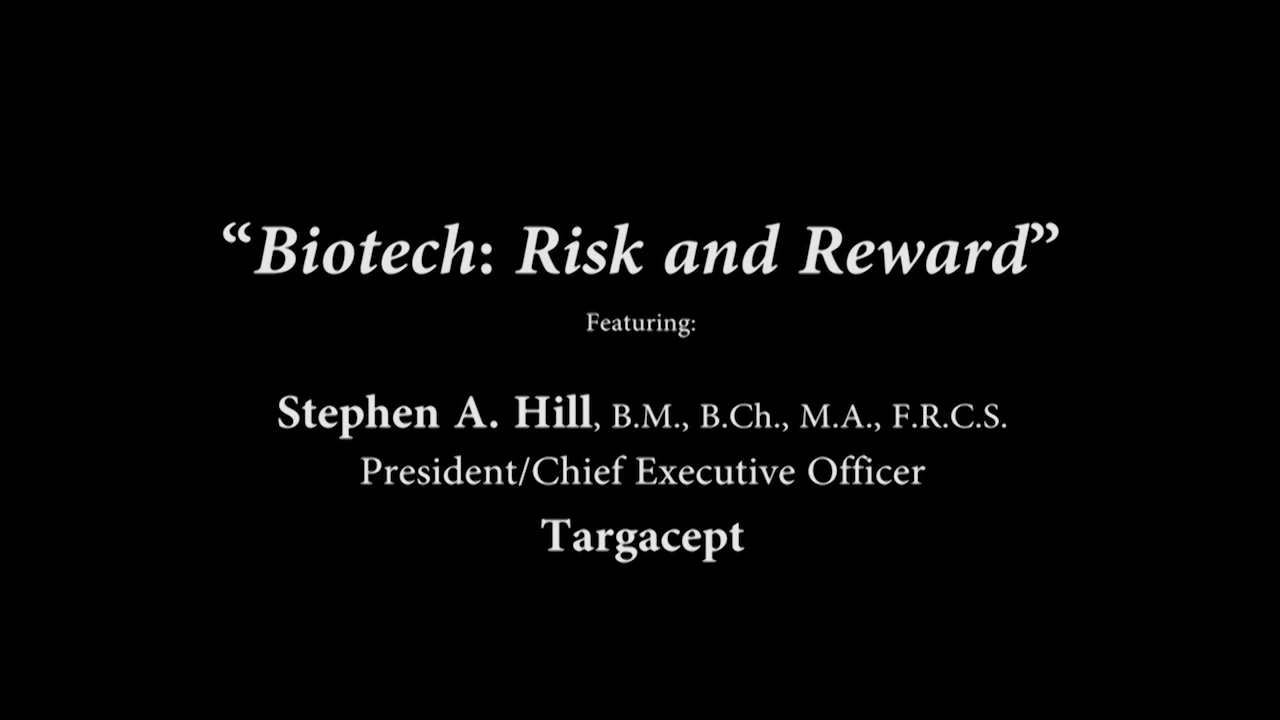 “Biotech: Risk and Reward”
Featuring:
Stephen A. Hill, B.M., B.Ch., M.A., F.R.C.S.
President/Chief Executive Officer
Targacept